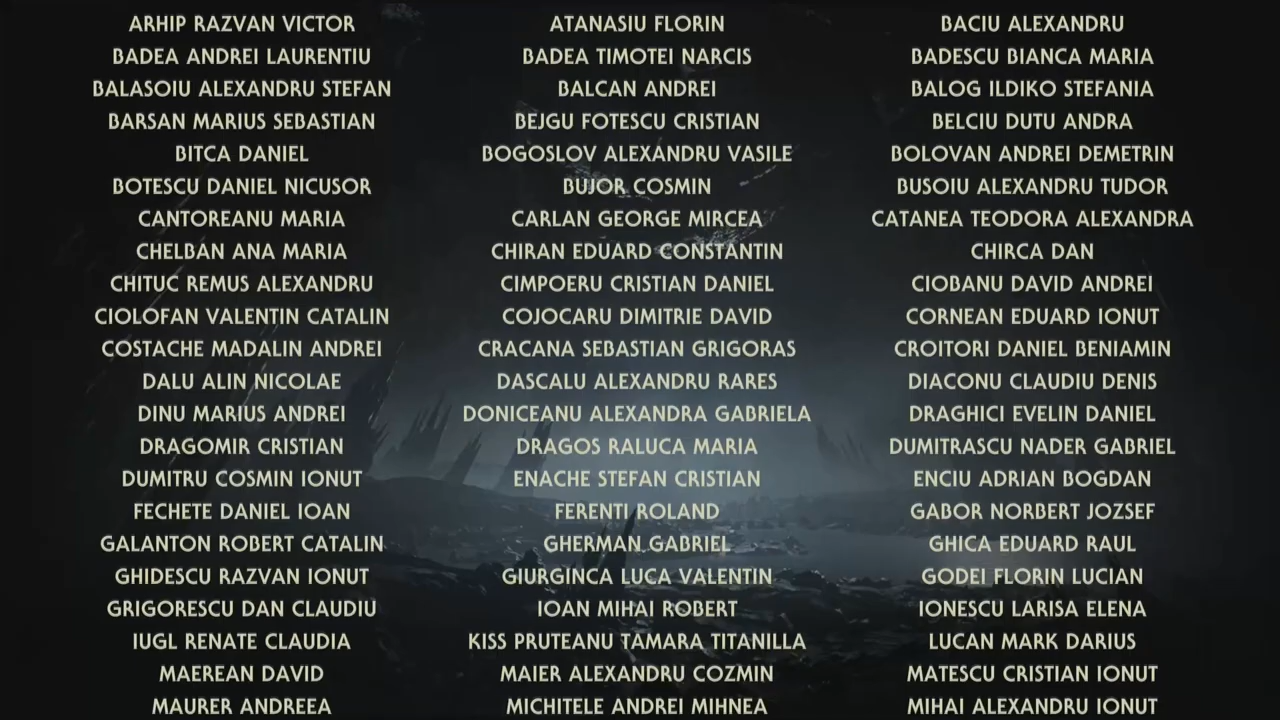 ARHIP RAZVAN VICTOR ATANASIU FLORIN BACIU ALEXANDRU
BADEA ANDREI LAURENTIU BADEA TIMOTEI NARCIS BADESCU BIANCA MARIA
BALASOIU ALEXANDRU STEFAN BALCAN ANDREI BALOG ILDIKO STEFANIA
BARSAN MARIUS SEBASTIAN BEJGU FOTESCU CRISTIAN BELCIU DUTU ANDRA
BITCA DANIEL BOGOSLOV ALEXANDRU VASILE BOLOVAN ANDREI DEMETRIN
BOTESCU DANIEL NICUSOR BUJOR COSMIN BUSOIU ALEXANDRU TUDOR
CANTOREANU MARIA CARLAN GEORGE MIRCEA CATANEA TEODORA ALEXANDRA
CHELBAN ANA MARIA CHIRAN EDUARD CONSTANTIN CHIRCA DAN
CHITUC REMUS ALEXANDRU CIMPOERU CRISTIAN DANIEL CIOBANU DAVID ANDREI
CIOLOFAN VALENTIN CATALIN COJOCARU DIMITRIE DAVID CORNEAN EDUARD IONUT
COSTACHE MADALIN ANDREI CRACANA SEBASTIAN GRIGORAS CROITORI DANIEL BENIAMIN
DALU ALIN NICOLAE DASCALU ALEXANDRU RARES DIACONU CLAUDIU DENIS
DINU MARIUS ANDREI DONICEANU ALEXANDRA GABRIELA DRAGHICI EVELIN DANIEL
DRAGOMIR CRISTIAN DRAGOS RALUCA MARIA DUMITRASCU NADER GABRIEL
DUMITRU COSMIN IONUT ENACHE STEFAN CRISTIAN ENCIU ADRIAN BOGDAN
FECHETE DANIEL IOAN FERENTI ROLAND GABOR NORBERT JOZSEF
GALANTON ROBERT CATALIN GHERMAN GABRIEL GHICA EDUARD RAUL
GHIDESCU RAZVAN IONUT GIURGINCA LUCA VALENTIN GODEI FLORIN LUCIAN
GRIGORESCU DAN CLAUDIU IOAN MIHAI ROBERT IONESCU LARISA ELENA
IUGL RENATE CLAUDIA KISS PRUTEANU TAMARA TITANILLA LUCAN MARK DARIUS
MAEREAN DAVID MAIER ALEXANDRU COZMIN MATESCU CRISTIAN IONUT
MAURER ANDREEA MICHITELE ANDREI MIHNEA MIHAI ALEXANDRU IONUT